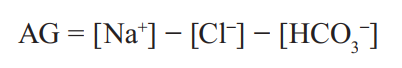 AG = [Na⁺] – [Cl⁻] – [HCO₃⁻]